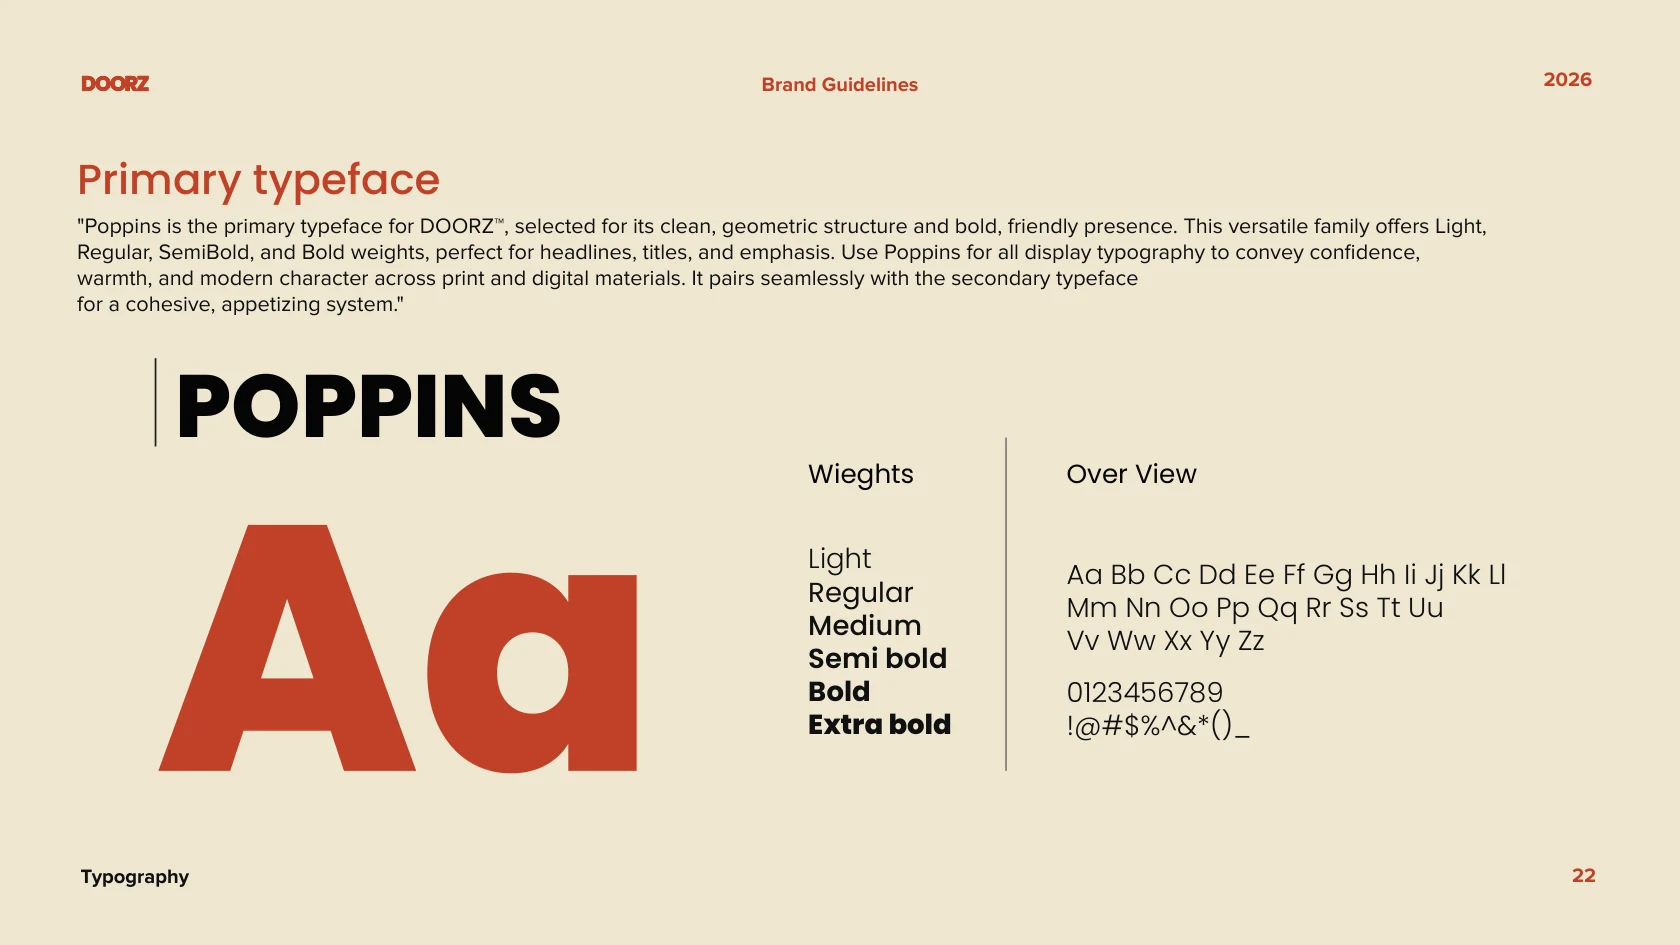 DOORZ
Brand Guidelines
2026
Primary typeface
"Poppins is the primary typeface for DOORZ™, selected for its clean, geometric structure and bold, friendly presence. This versatile family offers Light,
Regular, SemiBold, and Bold weights, perfect for headlines, titles, and emphasis. Use Poppins for all display typography to convey confidence,
warmth, and modern character across print and digital materials. It pairs seamlessly with the secondary typeface
for a cohesive, appetizing system."
POPPINS
Aa
Wieghts
Light
Regular
Medium
Semi bold
Bold
Extra bold
Over View
Aa Bb Cc Dd Ee Ff Gg Hh Ii Jj Kk Ll
Mm Nn Oo Pp Qq Rr Ss Tt Uu
Vv Ww Xx Yy Zz
0123456789
!@#$%^&*()_
Typography
22